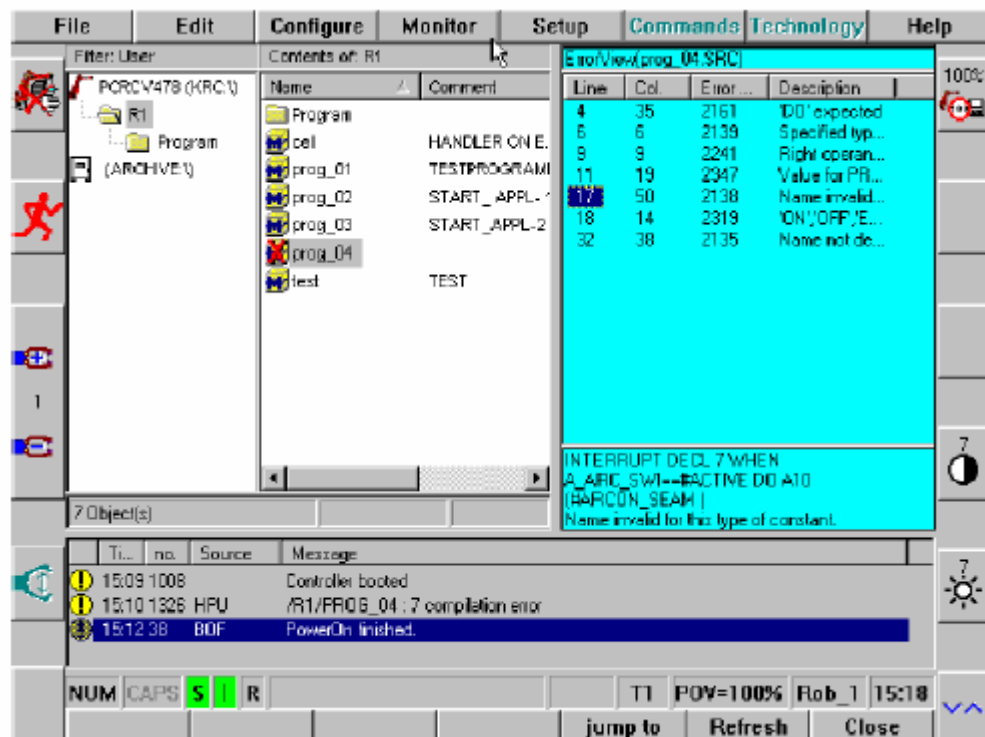 File Edit Configure Monitor Setup Commands Technology Help
Filter: User
PCRCV478 (KRC:\)
R1
Program
(ARCHIVE:\)
Contents of: R1
Name Comment
Program
cell HANDLER ON E.
prog_01 TESTPROGRAM
prog_02 START_APPL-1
prog_03 START_APPL-2
prog_04
test TEST
7 Object(s)
ErrorView(prog_04.SRC)
Line Col. Error ... Description
4 35 2161 'DO' expected
6 6 2139 Specified typ...
9 9 2241 Right operan...
11 19 2347 Value for PR...
17 50 2138 Name invalid...
18 14 2319 'ON','OFF','E...
32 38 2135 Name not de...
INTERRUPT DECL 7 WHEN
A_AIRC_SWI==#ACTIVE DO A10
(#ARCON_SEAM )
Name invalid for this type of constant.
100%
1
7
7
Ti... no. Source Message
15:09 1008 Controller booted
15:10 1326 HPU /R1/PROG_04 : 7 compilation error
15:12 38 BOF PowerOn finished.
NUM CAPS S I R T1 POV=100% Rob_1 15:18
jump to Refresh Close